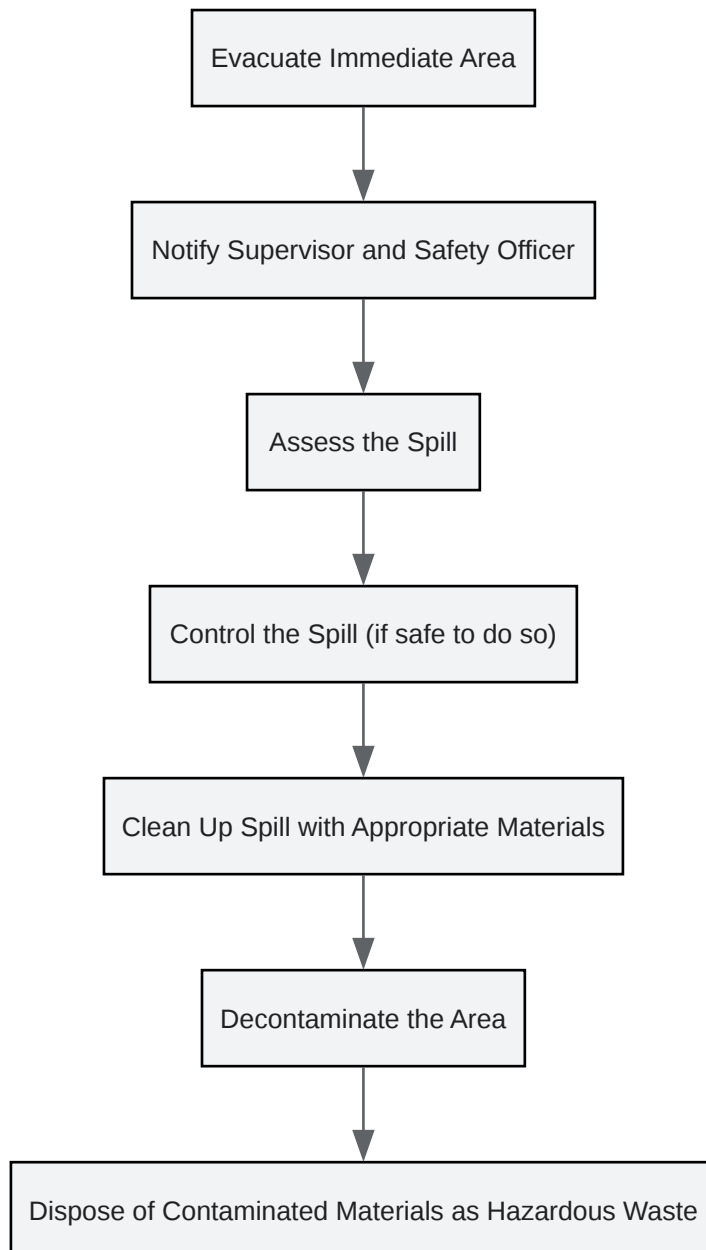 Evacuate Immediate Area
Notify Supervisor and Safety Officer
Assess the Spill
Control the Spill (if safe to do so)
Clean Up Spill with Appropriate Materials
Decontaminate the Area
Dispose of Contaminated Materials as Hazardous Waste